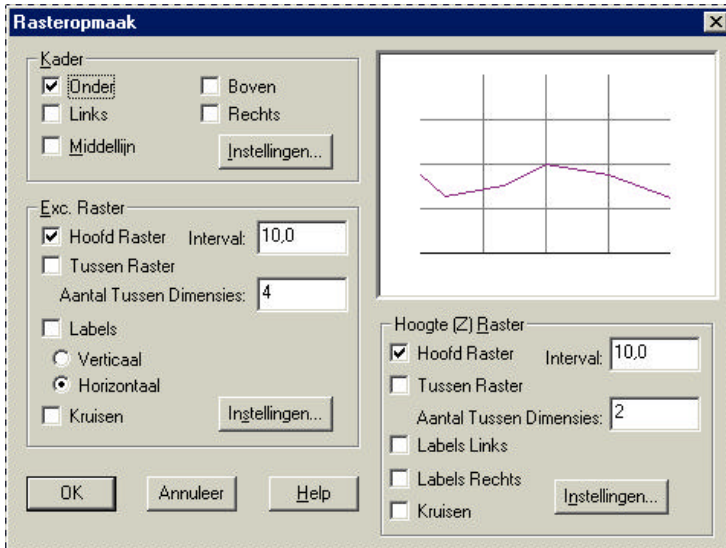 Rasteropmaak
Kader
Onder Boven
Links Rechts
Middellijn Instellingen...
Exc. Raster
Hoofd Raster Interval: 10,0
Tussen Raster
Aantal Tussen Dimensies: 4
Labels
Verticaal
Horizontaal
Kruisen Instellingen...
Hoogte (Z) Raster
Hoofd Raster Interval: 10,0
Tussen Raster
Aantal Tussen Dimensies: 2
Labels Links
Labels Rechts
Kruisen Instellingen...
OK Annuleer Help